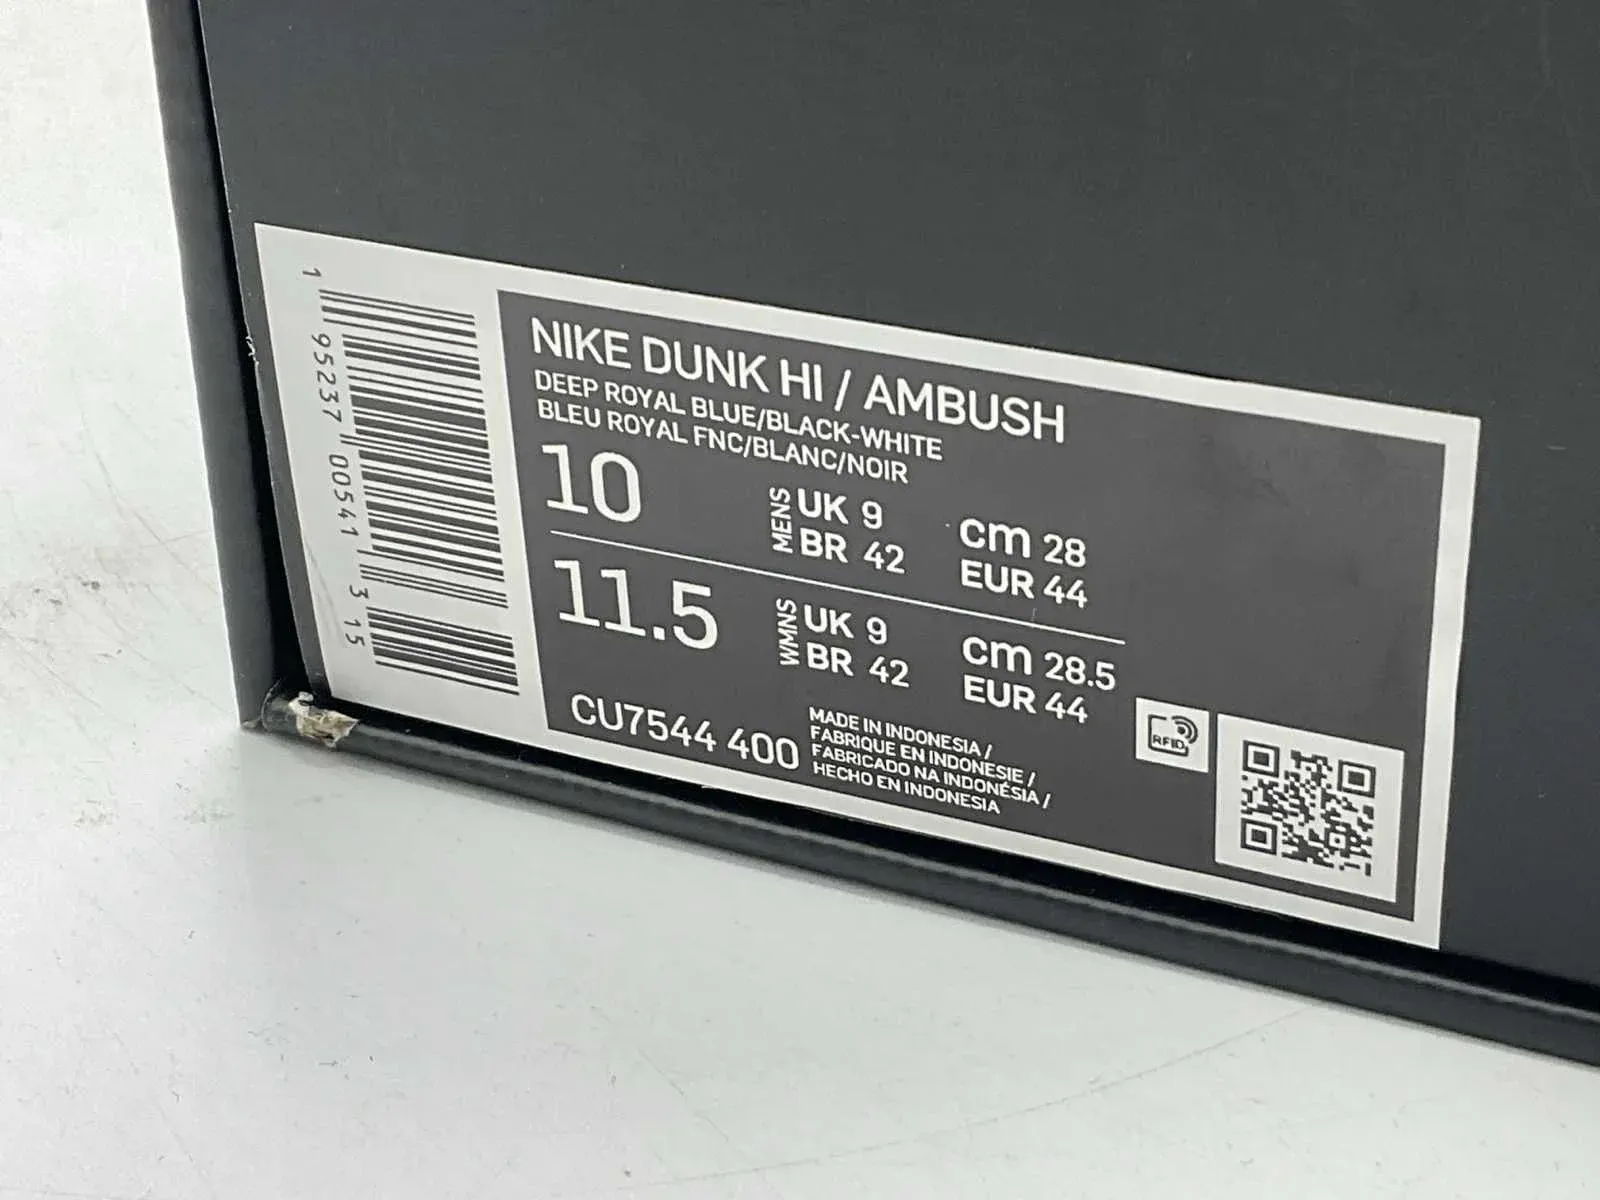 1 95237 00541 3 15
NIKE DUNK HI / AMBUSH
DEEP ROYAL BLUE/BLACK-WHITE
BLEU ROYAL FNC/BLANC/NOIR
10 MENS UK 9 cm 28
BR 42 EUR 44
11.5 WMNS UK 9 cm 28.5
BR 42 EUR 44
CU7544 400
MADE IN INDONESIA /
FABRIQUE EN INDONESIE /
FABRICADO NA INDONÉSIA /
HECHO EN INDONESIA
RFID